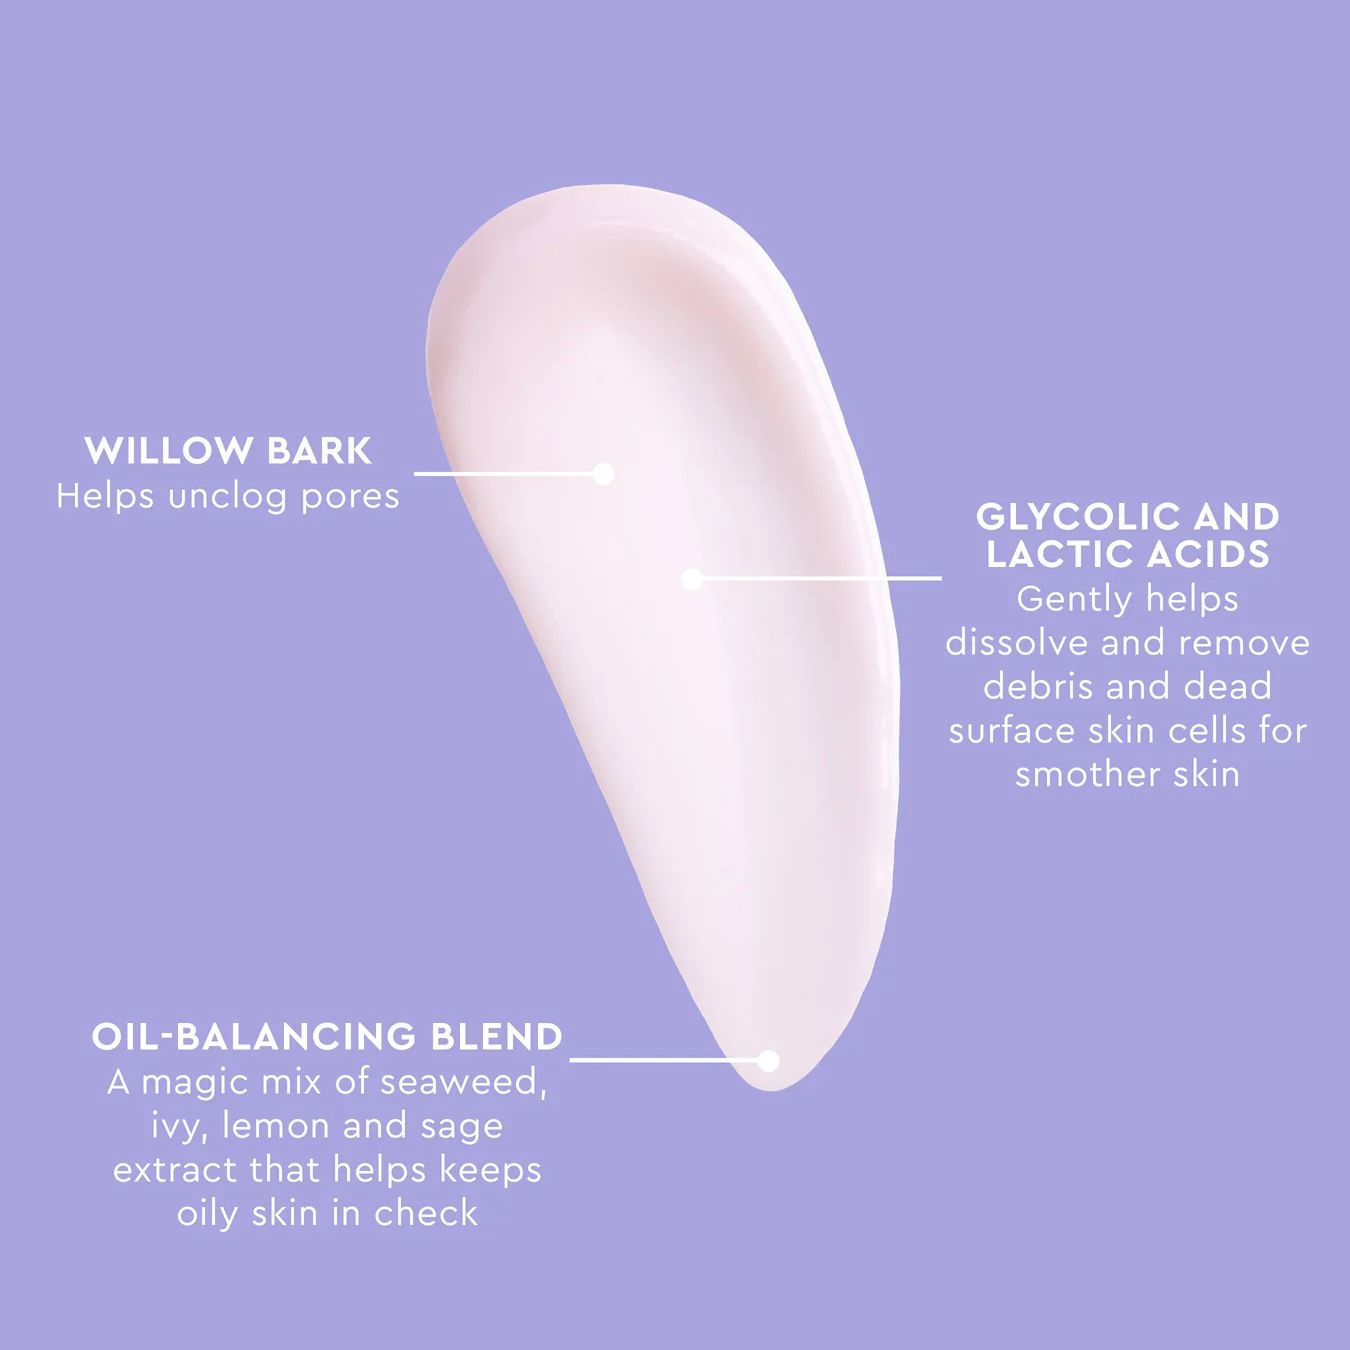 WILLOW BARK
Helps unclog pores
GLYCOLIC AND
LACTIC ACIDS
Gently helps
dissolve and remove
debris and dead
surface skin cells for
smother skin
OIL-BALANCING BLEND
A magic mix of seaweed,
ivy, lemon and sage
extract that helps keeps
oily skin in check